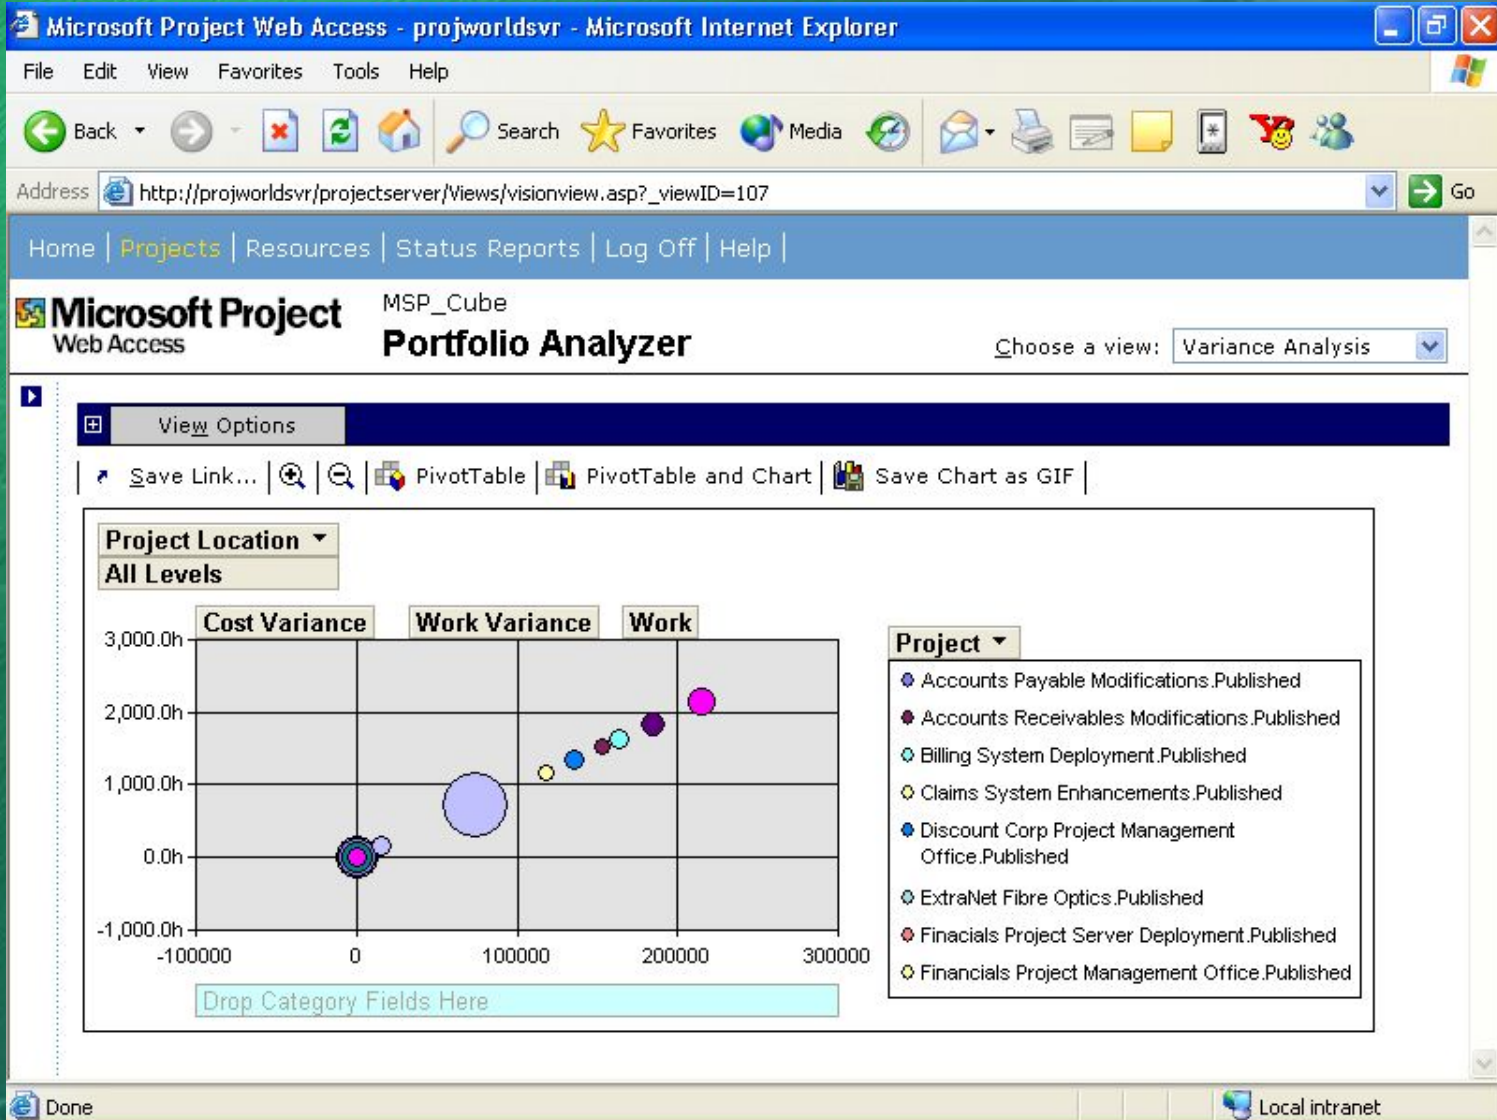 Microsoft Project Web Access - projworldsvr - Microsoft Internet Explorer
File Edit View Favorites Tools Help
Back Search Favorites Media
Address http://projworldsvr/projectserver/Views/visionview.asp?_viewID=107 Go
Home | Projects | Resources | Status Reports | Log Off | Help |
Microsoft Project
Web Access
MSP_Cube
Portfolio Analyzer
Choose a view: Variance Analysis
View Options
Save Link... PivotTable PivotTable and Chart Save Chart as GIF
Project Location
All Levels
Cost Variance Work Variance Work
3,000.0h
2,000.0h
1,000.0h
0.0h
-1,000.0h
-100000 0 100000 200000 300000
Drop Category Fields Here
Project
Accounts Payable Modifications.Published
Accounts Receivables Modifications.Published
Billing System Deployment.Published
Claims System Enhancements.Published
Discount Corp Project Management
Office.Published
ExtraNet Fibre Optics.Published
Finacials Project Server Deployment.Published
Financials Project Management Office.Published
Done Local intranet